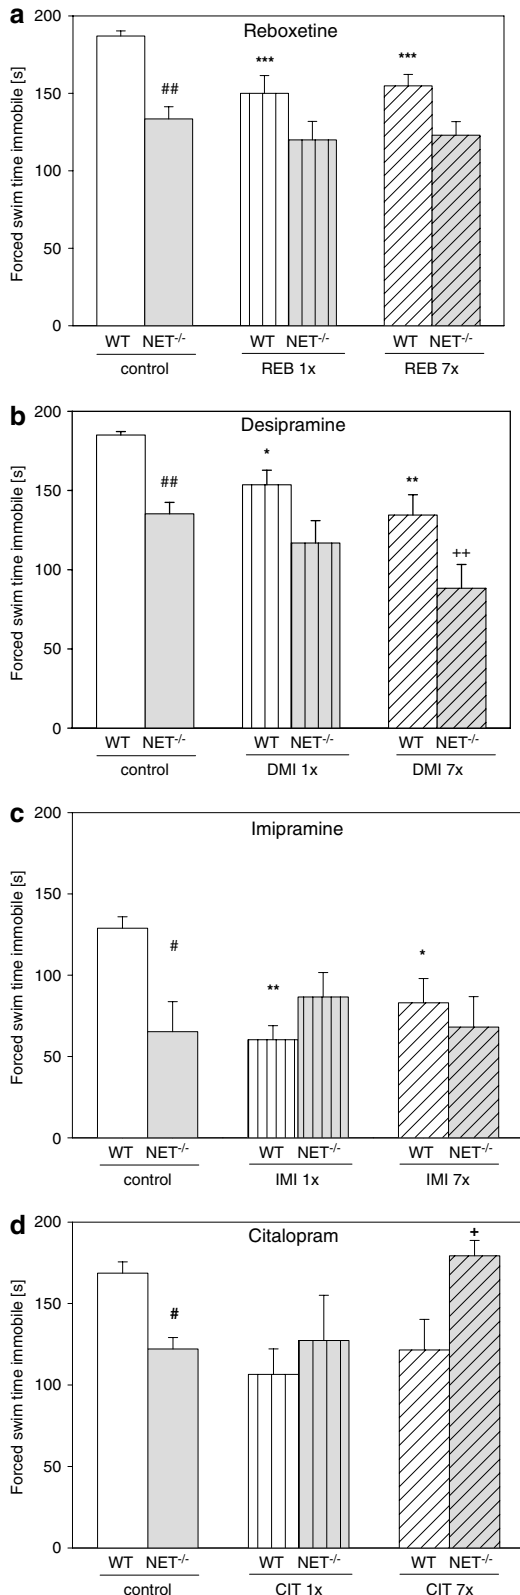 a
Reboxetine
Forced swim time immobile [s]
200
150
100
50
0
##
***
***
WT NET-/- WT NET-/- WT NET-/-
control REB 1x REB 7x
b
Desipramine
Forced swim time immobile [s]
200
150
100
50
0
##
*
**
++
WT NET-/- WT NET-/- WT NET-/-
control DMI 1x DMI 7x
c
Imipramine
Forced swim time immobile [s]
200
150
100
50
0
#
**
*
WT NET-/- WT NET-/- WT NET-/-
control IMI 1x IMI 7x
d
Citalopram
Forced swim time immobile [s]
200
150
100
50
0
#
+
WT NET-/- WT NET-/- WT NET-/-
control CIT 1x CIT 7x